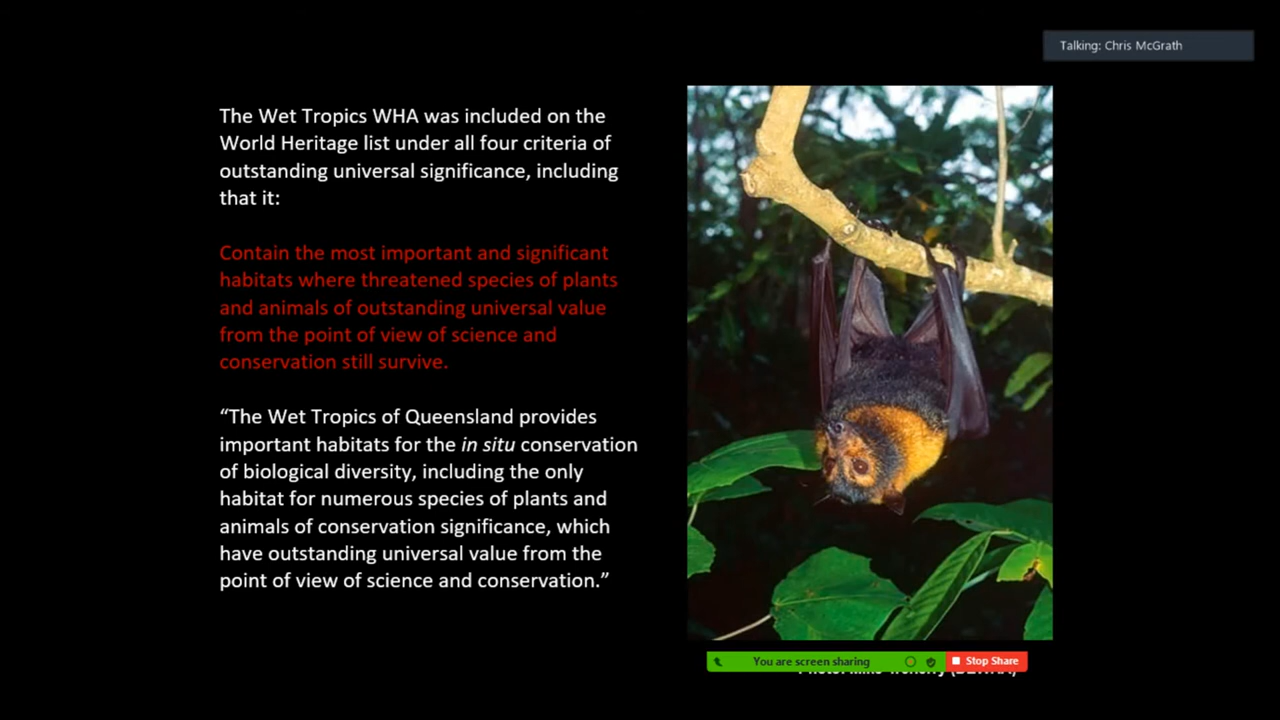 Talking: Chris McGrath
The Wet Tropics WHA was included on the
World Heritage list under all four criteria of
outstanding universal significance, including
that it:
Contain the most important and significant
habitats where threatened species of plants
and animals of outstanding universal value
from the point of view of science and
conservation still survive.
“The Wet Tropics of Queensland provides
important habitats for the in situ conservation
of biological diversity, including the only
habitat for numerous species of plants and
animals of conservation significance, which
have outstanding universal value from the
point of view of science and conservation.”
You are screen sharing
Stop Share